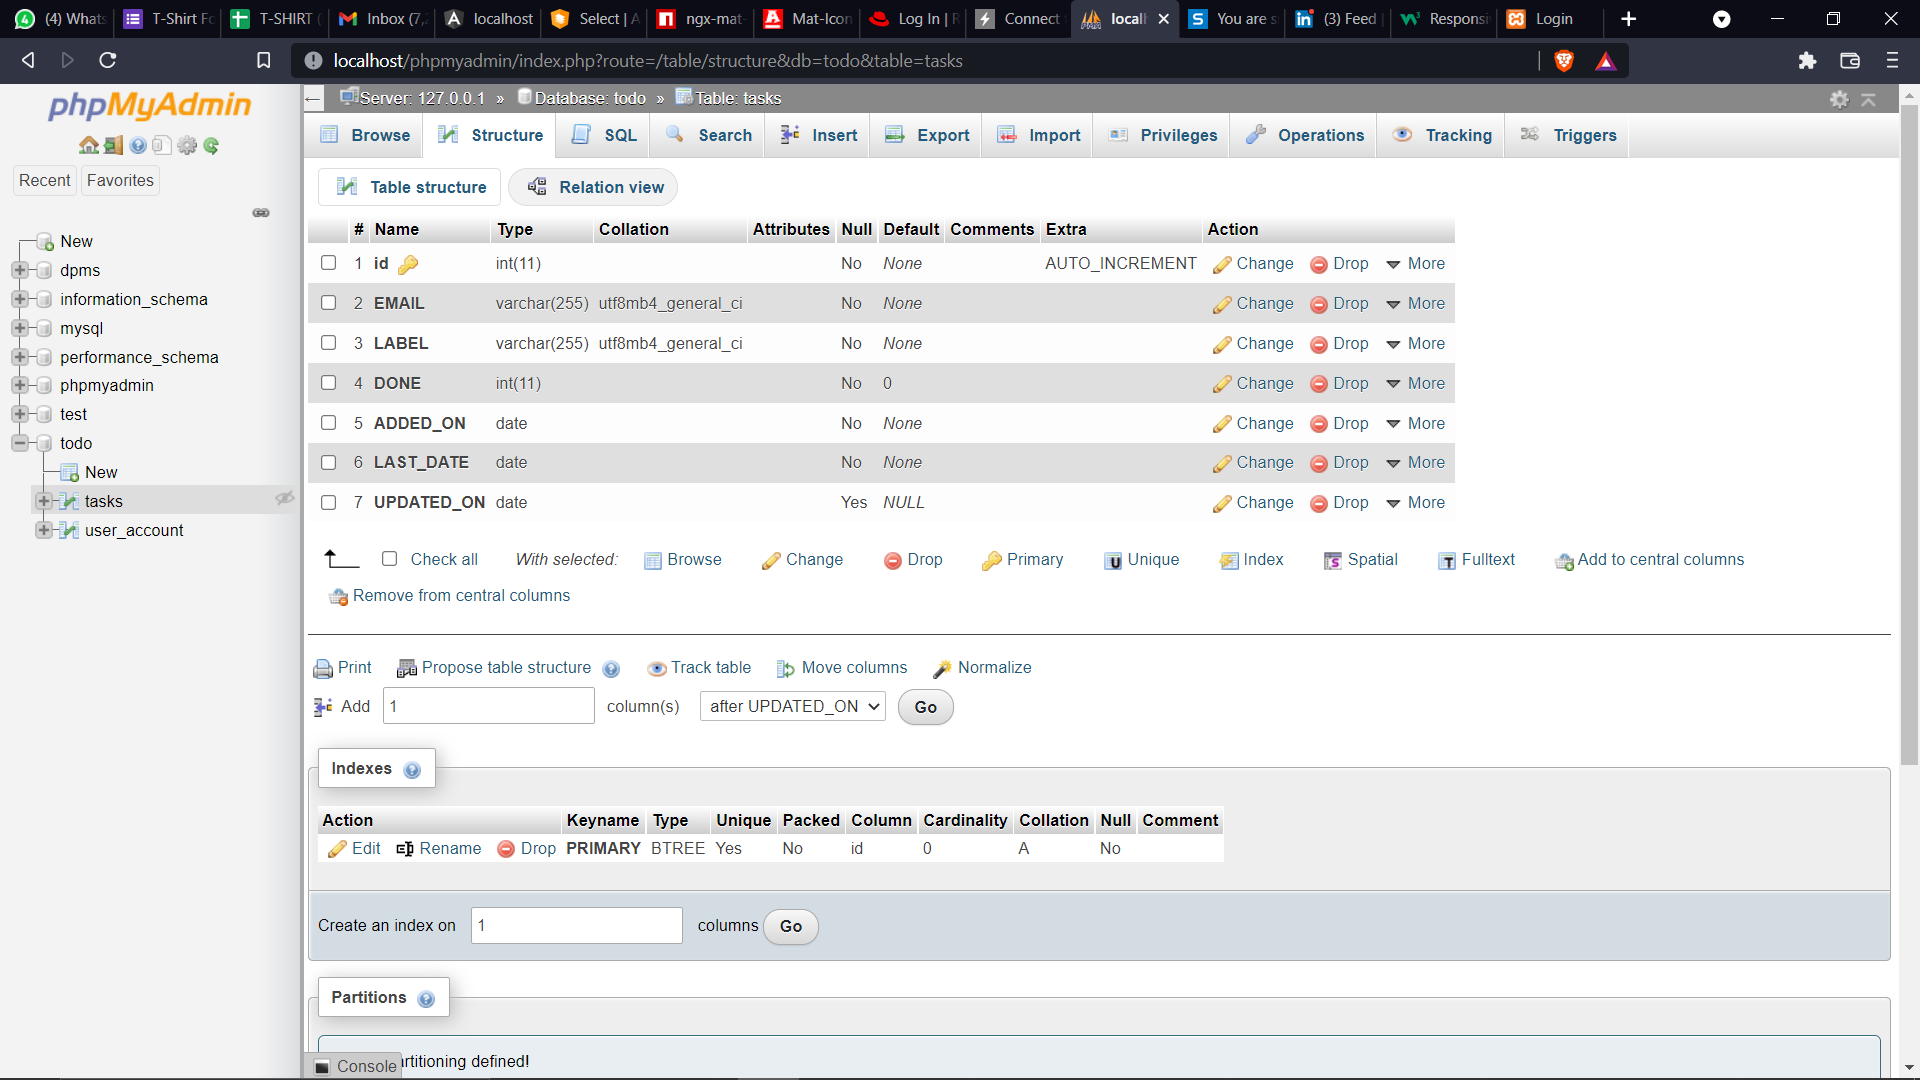 (4) Whats T-Shirt Fo T-SHIRT ( Inbox (7, localhost Select | A ngx-mat- Mat-Icon Log In | R Connect locall You are s (3) Feed | Responsi Login
localhost/phpmyadmin/index.php?route=/table/structure&db=todo&table=tasks
phpMyAdmin
Recent Favorites
New
dpms
information_schema
mysql
performance_schema
phpmyadmin
test
todo
New
tasks
user_account
Server: 127.0.0.1 » Database: todo » Table: tasks
Browse Structure SQL Search Insert Export Import Privileges Operations Tracking Triggers
Table structure Relation view
# Name Type Collation Attributes Null Default Comments Extra Action
1 id int(11) No None AUTO_INCREMENT Change Drop More
2 EMAIL varchar(255) utf8mb4_general_ci No None Change Drop More
3 LABEL varchar(255) utf8mb4_general_ci No None Change Drop More
4 DONE int(11) No 0 Change Drop More
5 ADDED_ON date No None Change Drop More
6 LAST_DATE date No None Change Drop More
7 UPDATED_ON date Yes NULL Change Drop More
Check all With selected: Browse Change Drop Primary Unique Index Spatial Fulltext Add to central columns
Remove from central columns
Print Propose table structure Track table Move columns Normalize
Add 1 column(s) after UPDATED_ON Go
Indexes
Action Keyname Type Unique Packed Column Cardinality Collation Null Comment
Edit Rename Drop PRIMARY BTREE Yes No id 0 A No
Create an index on 1 columns Go
Partitions
Console artitioning defined!